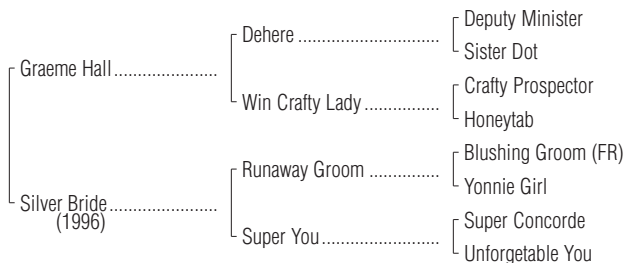 Deputy Minister
Dehere ..............................
Sister Dot
Graeme Hall.....................
Crafty Prospector
Win Crafty Lady ................
Honeytab
Blushing Groom (FR)
Runaway Groom ...............
Yonnie Girl
Silver Bride......................
(1996)
Super Concorde
Super You.........................
Unforgetable You